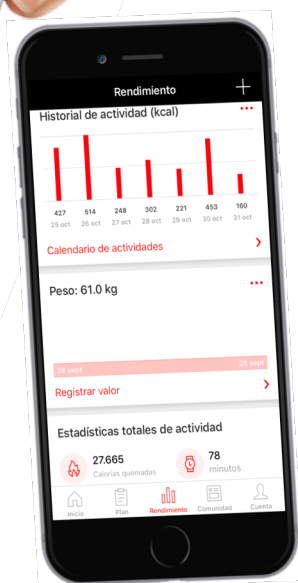 Rendimiento
Historial de actividad (kcal)
427 514 248 302 221 453 160
25 oct 26 oct 27 oct 28 oct 29 oct 30 oct 31 oct
Calendario de actividades
Peso: 61.0 kg
28 sept 28 sept
Registrar valor
Estadísticas totales de actividad
27.665 78
Calorías quemadas minutos
Inicio Plan Rendimiento Comunidad Cuenta